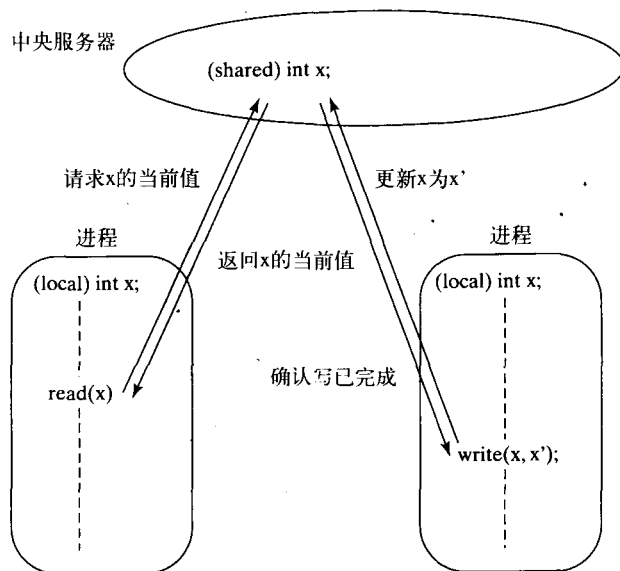 中央服务器
(shared) int x;
请求x的当前值
更新x为x'
进程
进程
返回x的当前值
(local) int x;
(local) int x;
确认写已完成
read(x)
write(x, x');